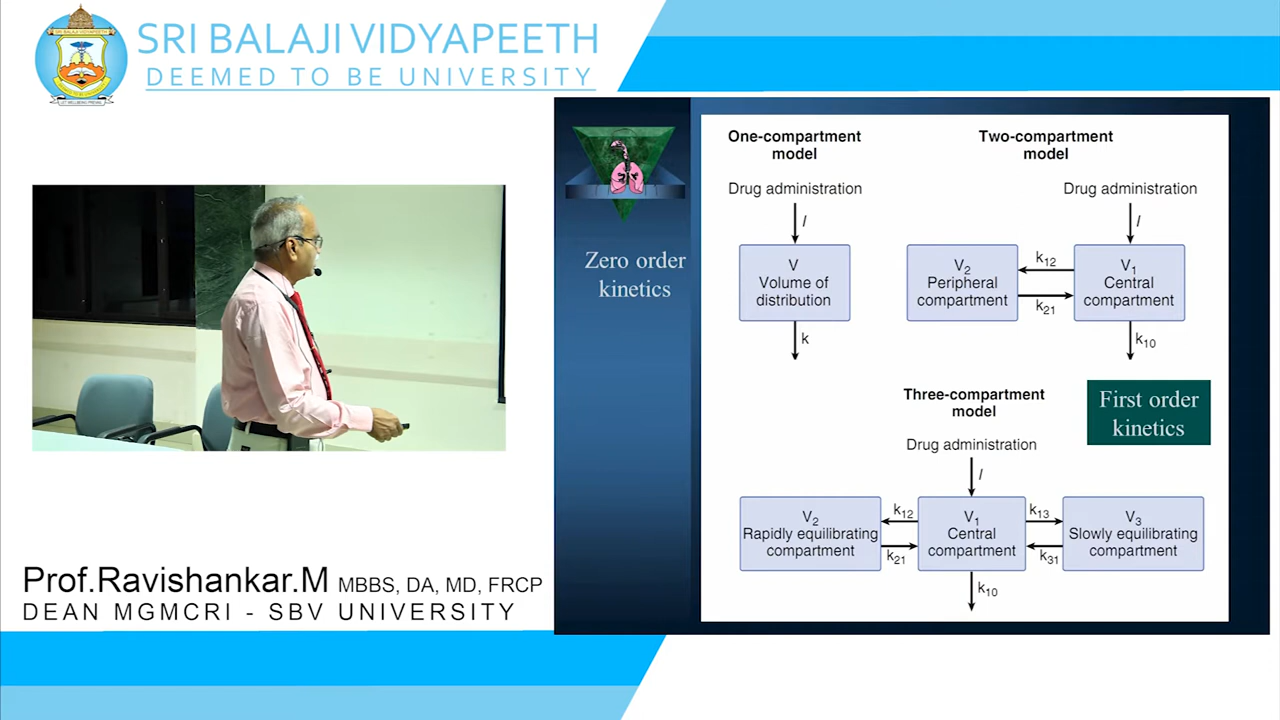 SRI BALAJI VIDYAPEETH
DEEMED TO BE UNIVERSITY
Zero order
kinetics
One-compartment
model
Drug administration
I
V
Volume of
distribution
k
Two-compartment
model
Drug administration
I
V2
Peripheral
compartment
k12
k21
V1
Central
compartment
k10
First order
kinetics
Three-compartment
model
Drug administration
I
V2
Rapidly equilibrating
compartment
k12
k21
V1
Central
compartment
k13
k31
V3
Slowly equilibrating
compartment
k10
Prof.Ravishankar.M MBBS, DA, MD, FRCP
DEAN MGMCRI - SBV UNIVERSITY